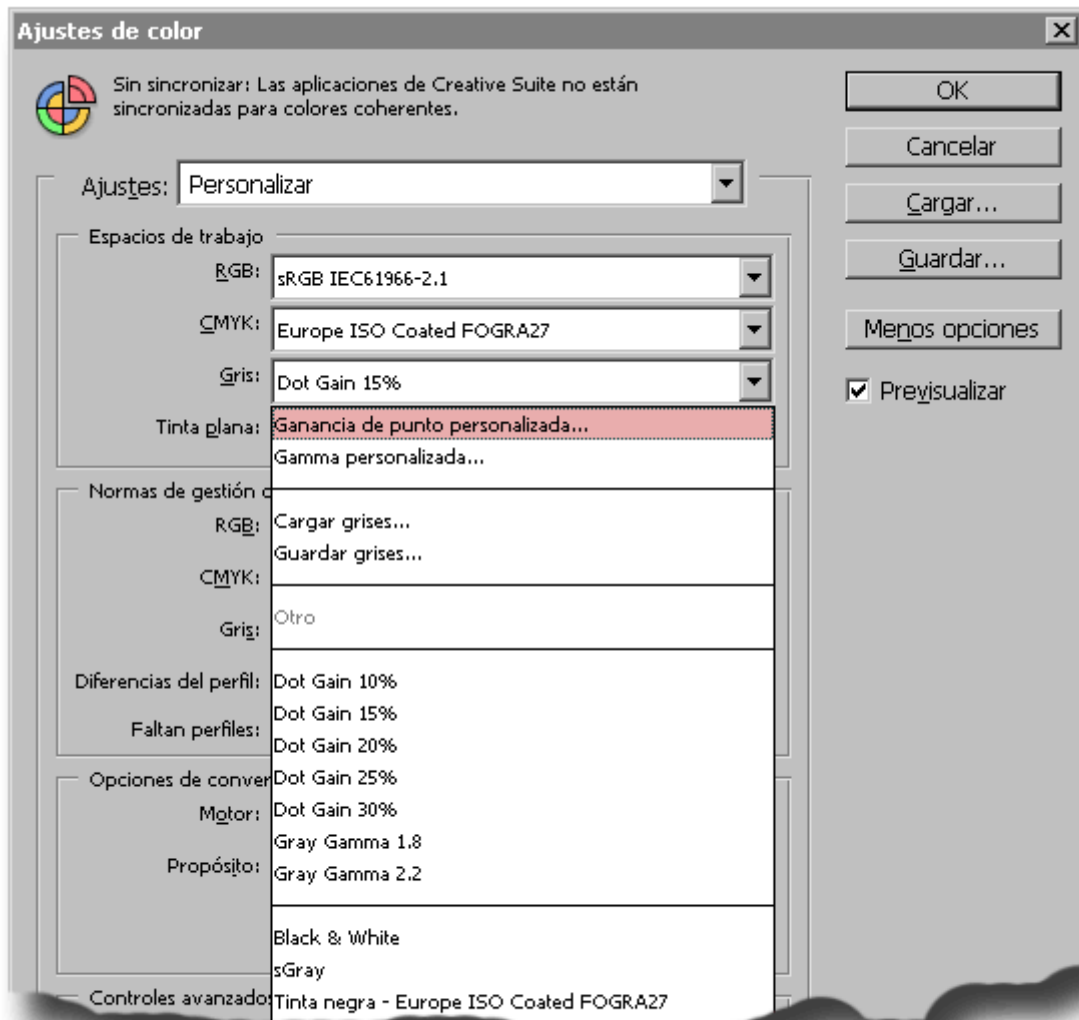 Ajustes de color
Sin sincronizar: Las aplicaciones de Creative Suite no están
sincronizadas para colores coherentes.
OK
Cancelar
Cargar...
Guardar...
Menos opciones
Previsualizar
Ajustes: Personalizar
Espacios de trabajo
RGB: sRGB IEC61966-2.1
CMYK: Europe ISO Coated FOGRA27
Gris: Dot Gain 15%
Tinta plana: Ganancia de punto personalizada...
Gamma personalizada...
Normas de gestión
RGB: Cargar grises...
Guardar grises...
CMYK:
Gris: Otro
Diferencias del perfil: Dot Gain 10%
Dot Gain 15%
Faltan perfiles:
Dot Gain 20%
Opciones de conver Dot Gain 25%
Motor: Dot Gain 30%
Gray Gamma 1.8
Propósito: Gray Gamma 2.2
Black & White
sGray
Controles avanzado Tinta negra - Europe ISO Coated FOGRA27